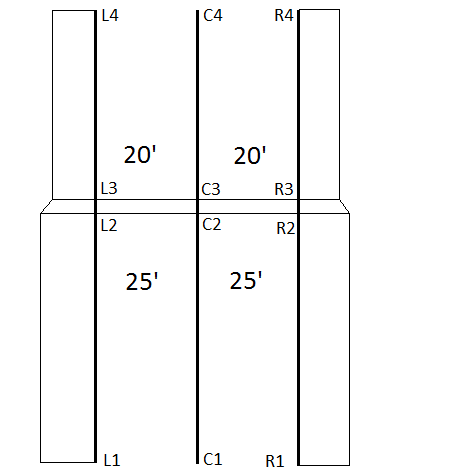 L4 C4 R4
20' 20'
L3 C3 R3
L2 C2 R2
25' 25'
L1 C1 R1